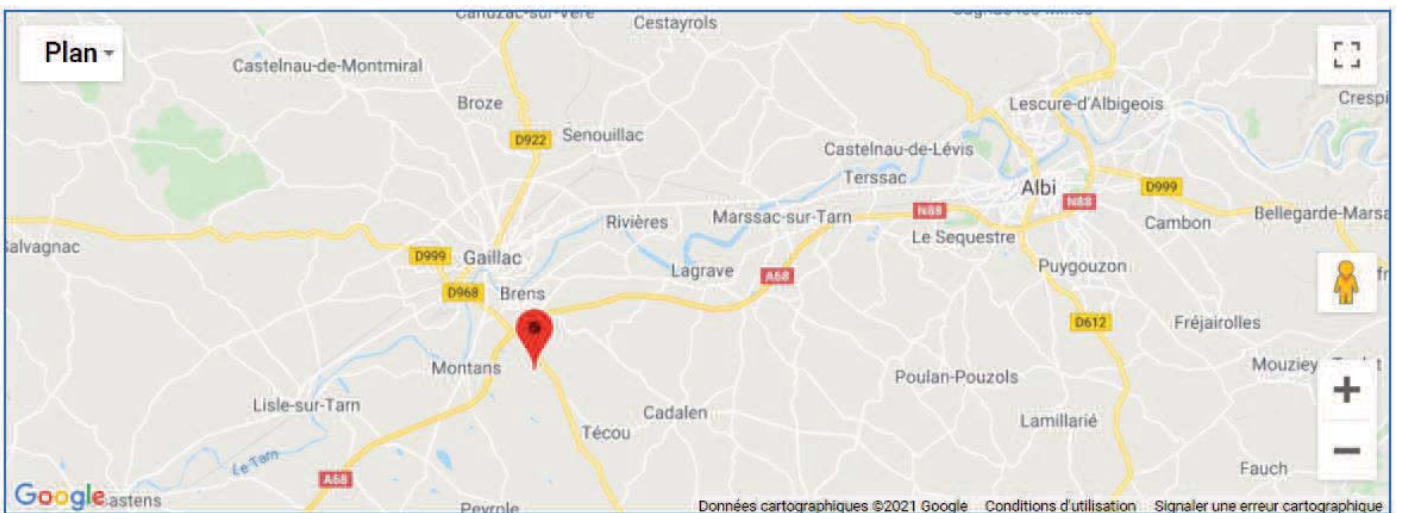 Cestayrols
Plan
Castelnau-de-Montmiral
Broze
Lescure-d'Albigeois
D922
Senouillac
Castelnau-de-Lévis
Terssac
Albi
D999
N88
N88
Rivières
Marssac-sur-Tarn
Cambon
Bellegarde-Marsa
Le Sequestre
D999
Gaillac
Lagrave
A68
Puygouzon
D968
Brens
D612
Fréjairolles
Montans
Poulan-Pouzols
Mouziey
Lisle-sur-Tarn
Cadalen
Lamillarié
Técou
Le Tarn
A68
Fauch
Google
Données cartographiques ©2021 Google Conditions d'utilisation Signaler une erreur cartographique